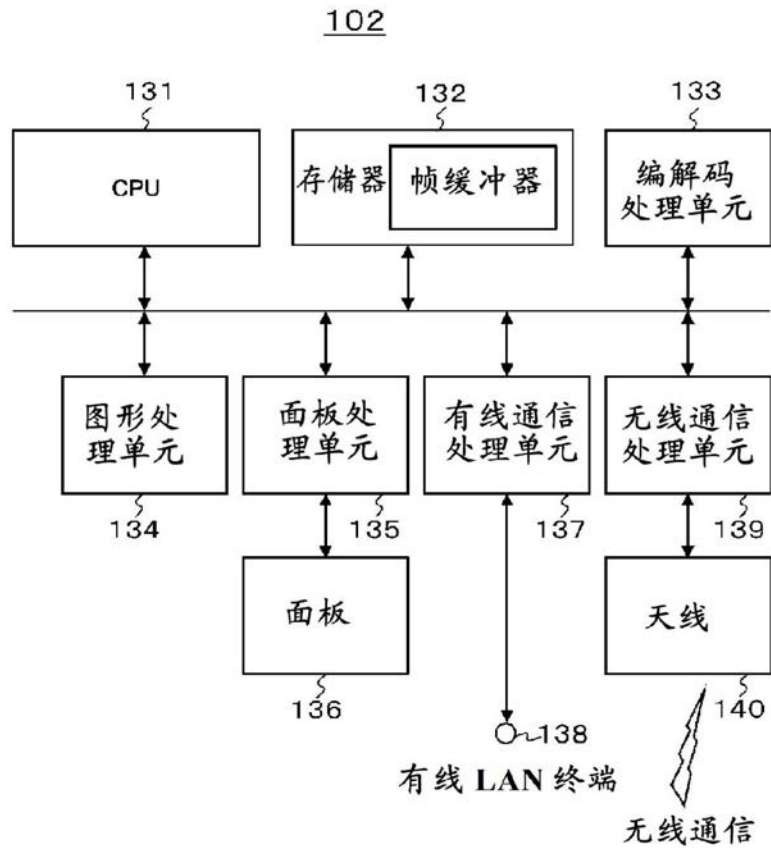 102
131
132
133
CPU
存储器
帧缓冲器
编解码
处理单元
图形处
理单元
面板处
理单元
有线通信
处理单元
无线通信
处理单元
134
135
137
139
面板
天线
136
138
140
有线 LAN 终端
无线通信